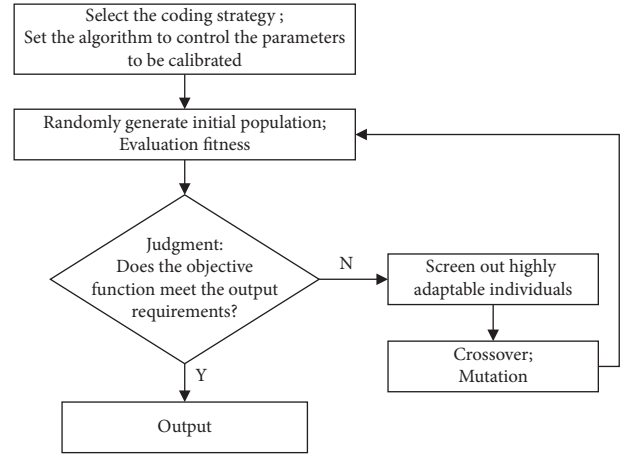 Select the coding strategy ;
Set the algorithm to control the parameters
to be calibrated
Randomly generate initial population;
Evaluation fitness
Judgment:
Does the objective
function meet the output
requirements?
N
Screen out highly
adaptable individuals
Crossover;
Mutation
Y
Output